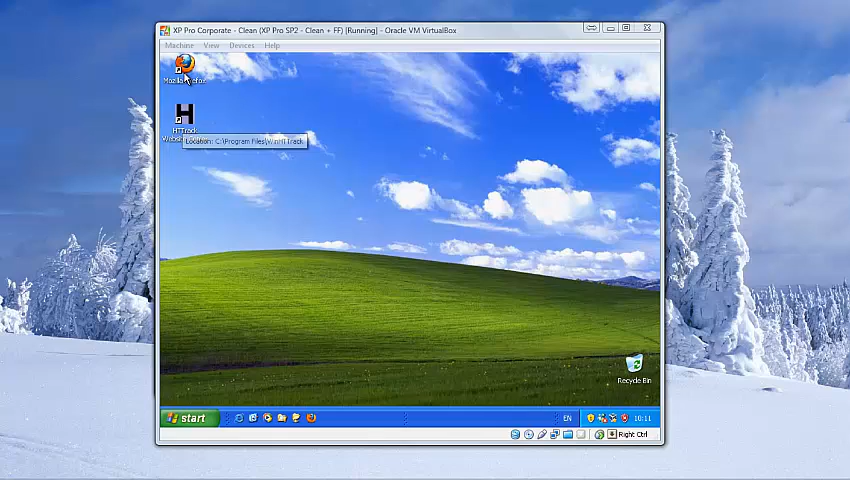 XP Pro Corporate - Clean (XP Pro SP2 - Clean + FF) [Running] - Oracle VM VirtualBox
Machine View Devices Help
Mozilla Firefox
H
HTTrack
Location: C:\Program Files\WinHTTrack
Recycle Bin
start
EN
10:11
Right Ctrl